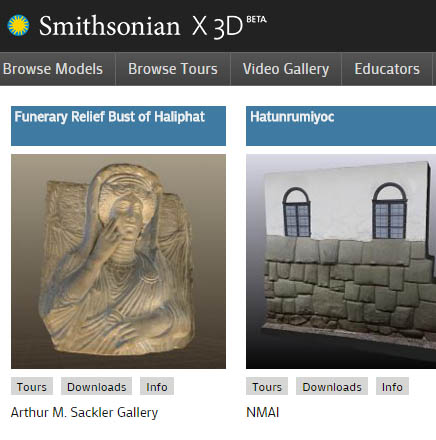 Smithsonian X 3D BETA
Browse Models Browse Tours Video Gallery Educators
Funerary Relief Bust of Haliphat
Hatunrumiyoc
Tours Downloads Info
Tours Downloads Info
Arthur M. Sackler Gallery
NMAI